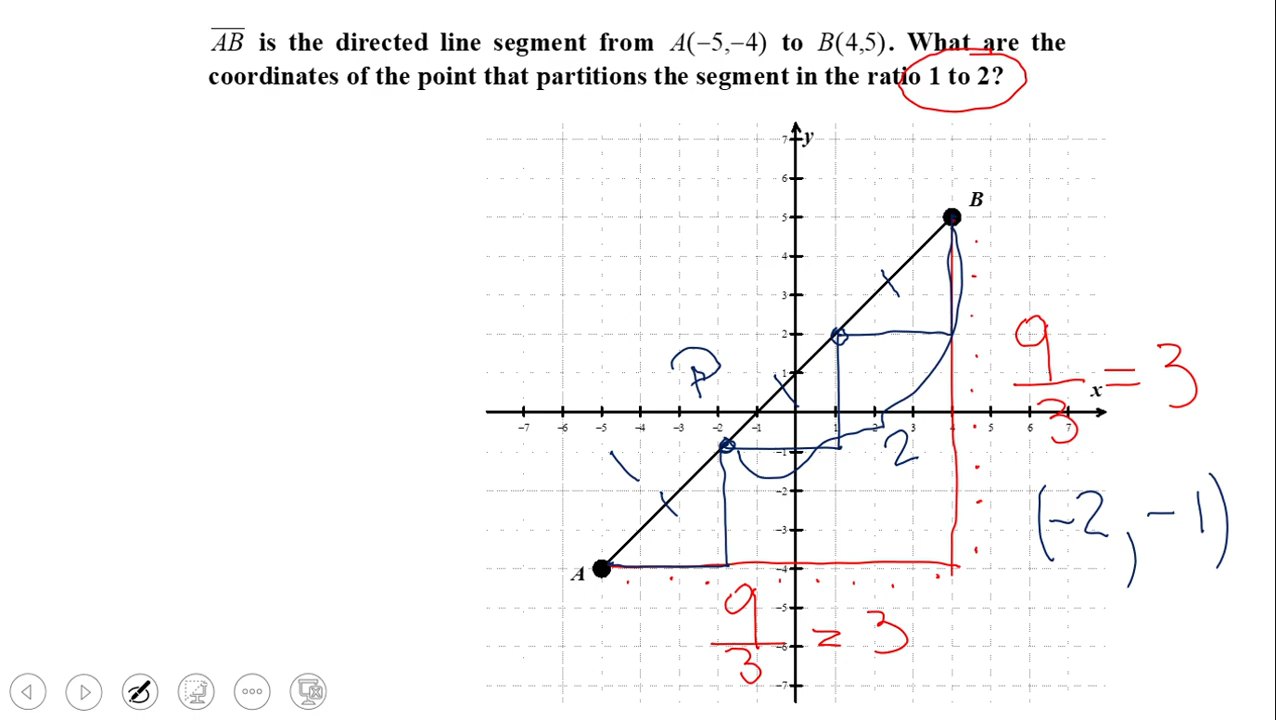 AB is the directed line segment from A(−5,−4) to B(4,5). What are the
coordinates of the point that partitions the segment in the ratio 1 to 2?
y
7
6
B
5
4
3
2
9/3 = 3
P
1
x
−7 −6 −5 −4 −3 −2 −1 1 2 3 4 5 6 7
−1
2
−2
(−2, −1)
−3
A
−4
−5
9/3 = 3
−6
−7